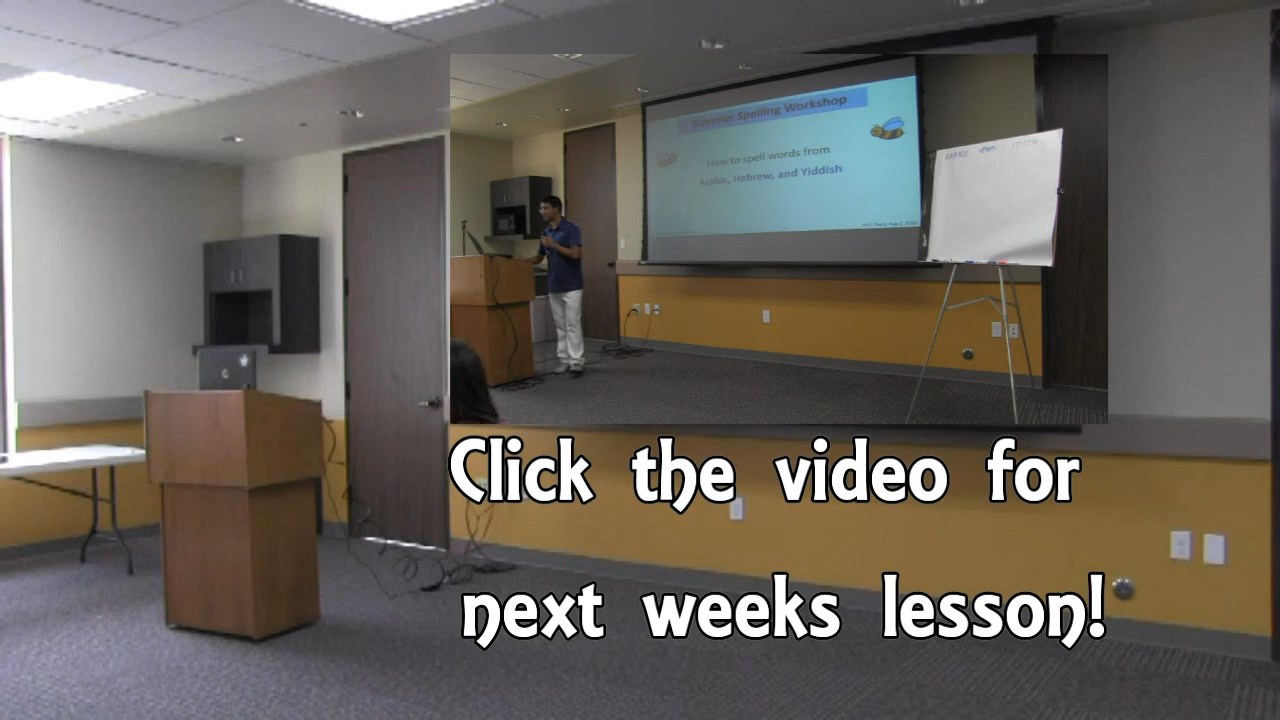 Summer Spelling Workshop
How to spell words from
Arabic, Hebrew, and Yiddish
Click the video for
next weeks lesson!